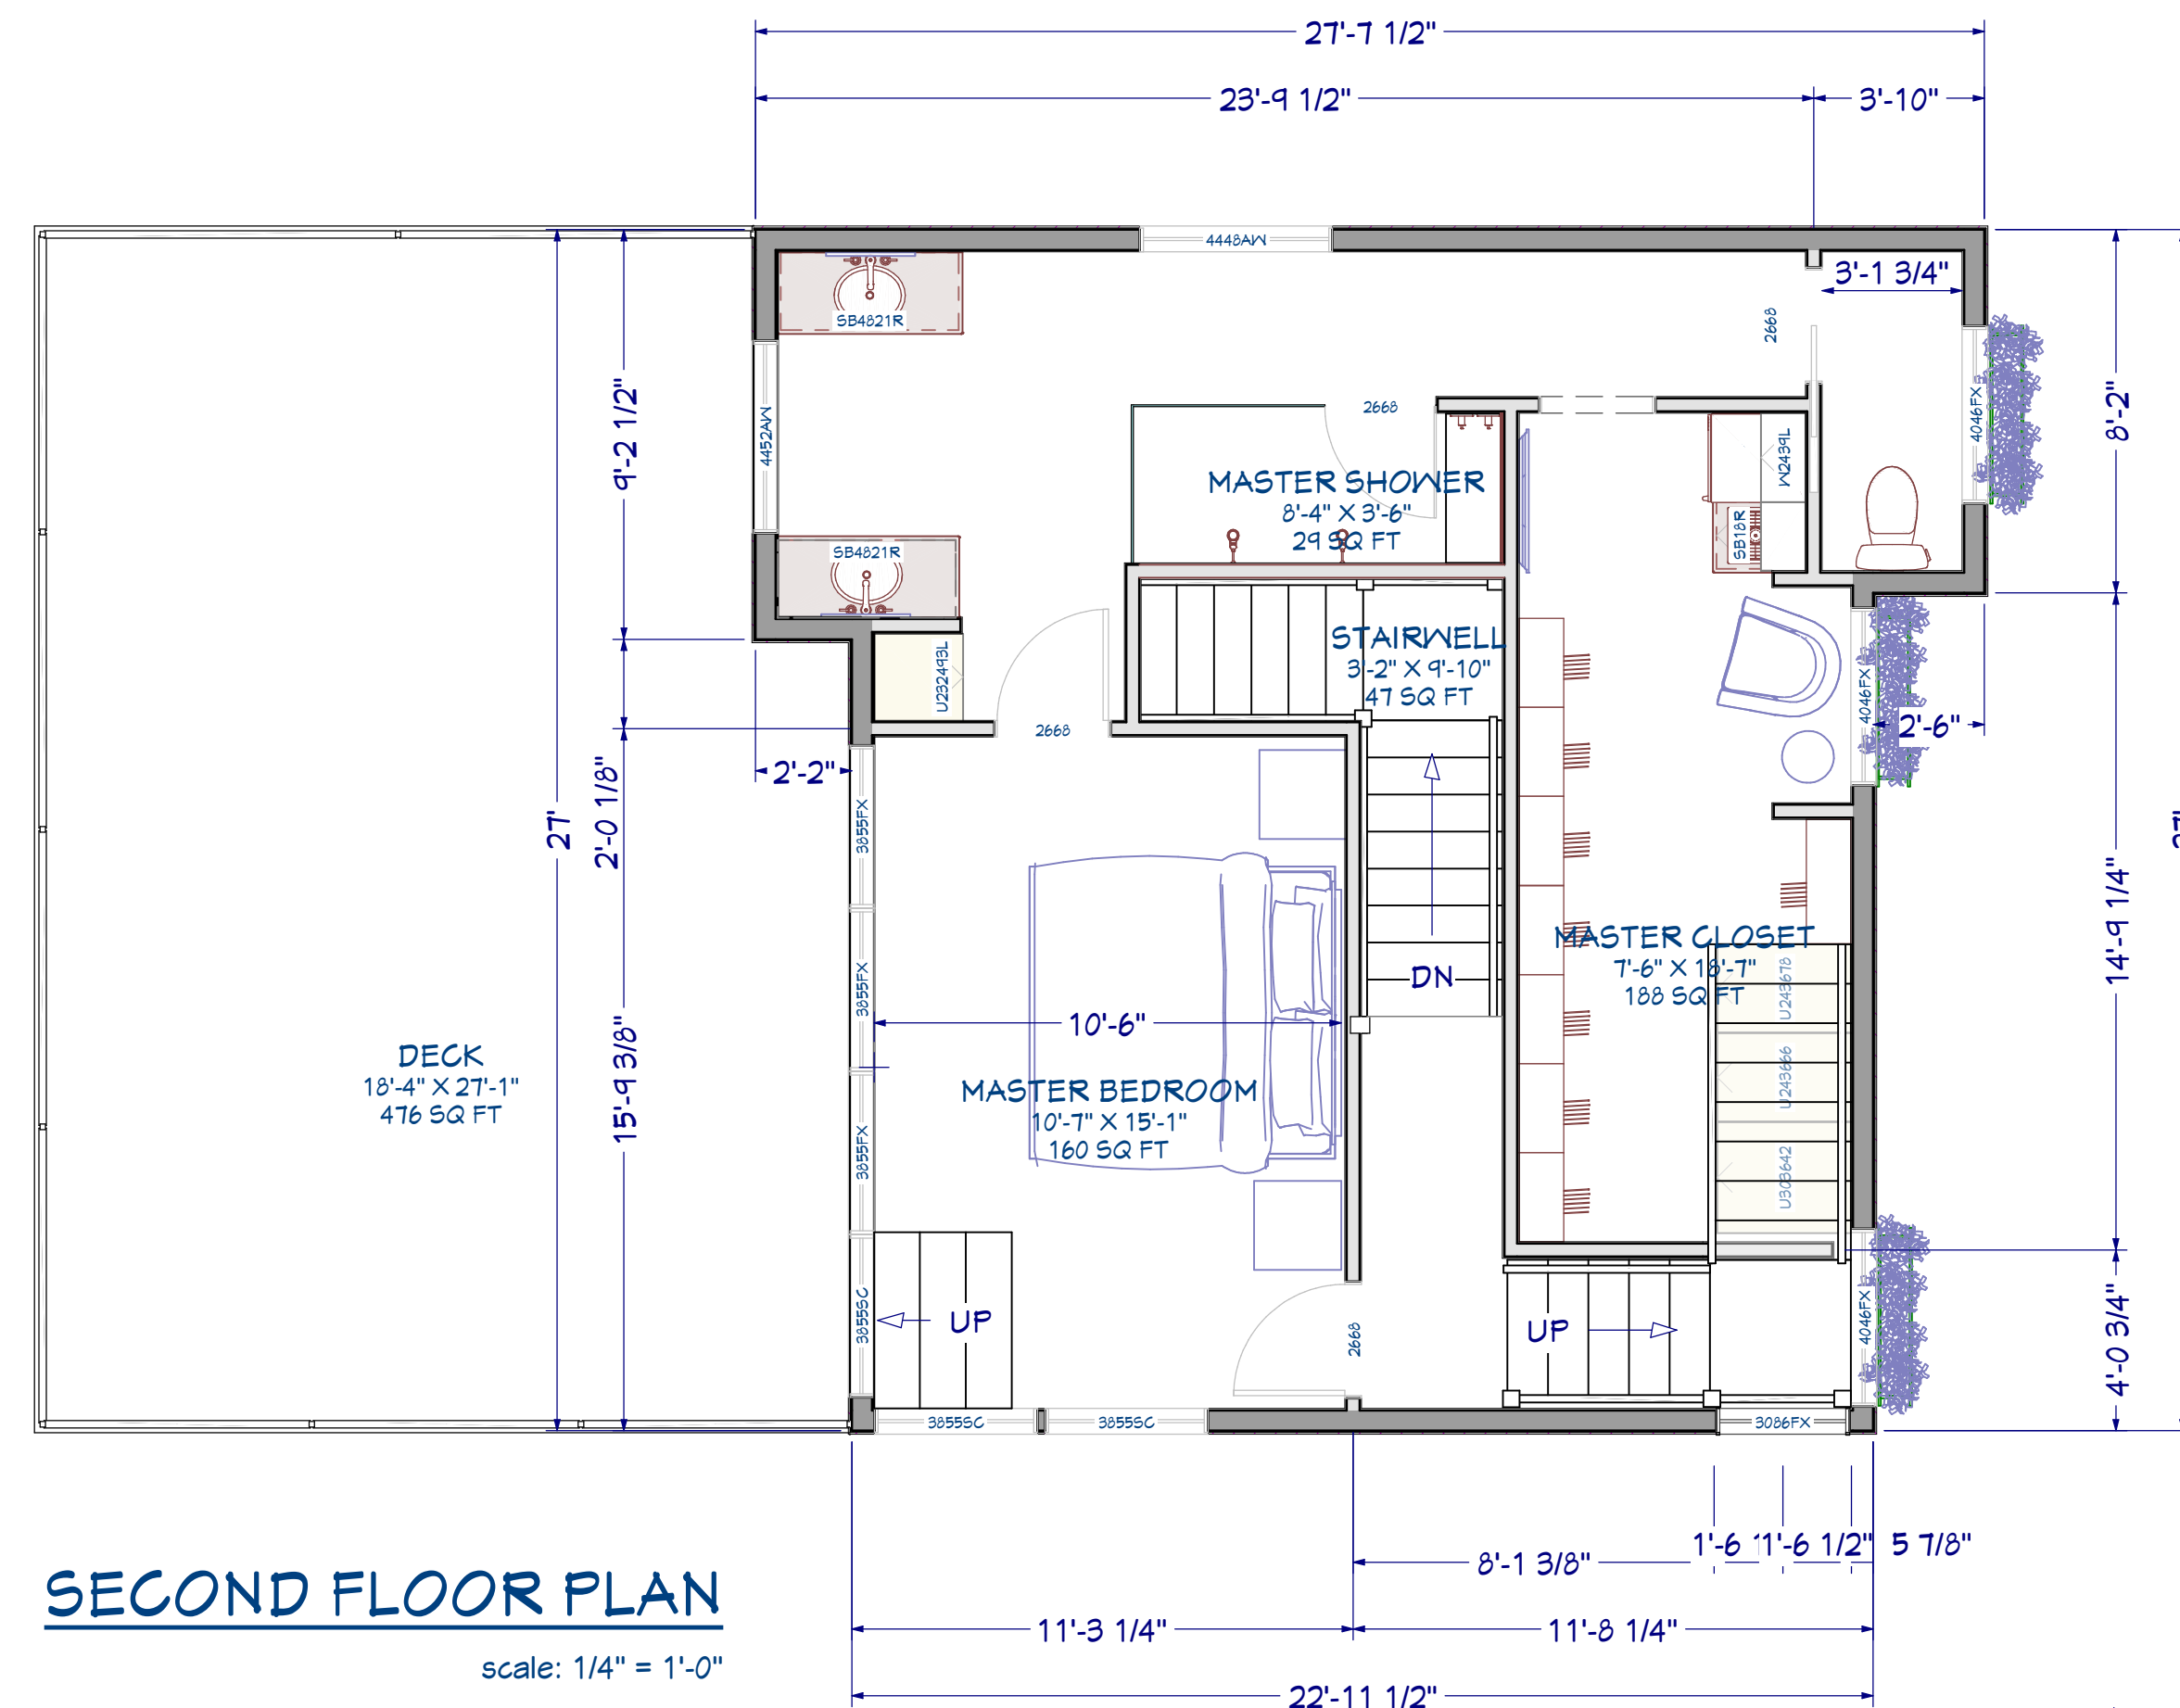 27'-7 1/2"
23'-9 1/2"
3'-10"
4448AW
3'-1 3/4"
SB4821R
2668
4452AW
9'-2 1/2"
2668
4046FX
8'-2"
W2439L
MASTER SHOWER
8'-4" X 3'-6"
29 SQ FT
SB18R
SB4821R
U232493L
STAIRWELL
3'-2" X 9'-10"
47 SQ FT
4046FX
2'-6"
2668
2'-2"
27'
2'-0 1/8"
3855FX
14'-9 1/4"
MASTER CLOSET
7'-6" X 18'-7"
188 SQ FT
DN
U243678
3855FX
10'-6"
DECK
18'-4" X 27'-1"
476 SQ FT
15'-9 3/8"
MASTER BEDROOM
10'-7" X 15'-1"
160 SQ FT
U243666
3855FX
U303642
3855SC
UP
2668
UP
4046FX
4'-0 3/4"
3855SC
3855SC
3086FX
8'-1 3/8"
1'-6
1'-6 1/2"
5 7/8"
SECOND FLOOR PLAN
11'-3 1/4"
11'-8 1/4"
scale: 1/4" = 1'-0"
22'-11 1/2"